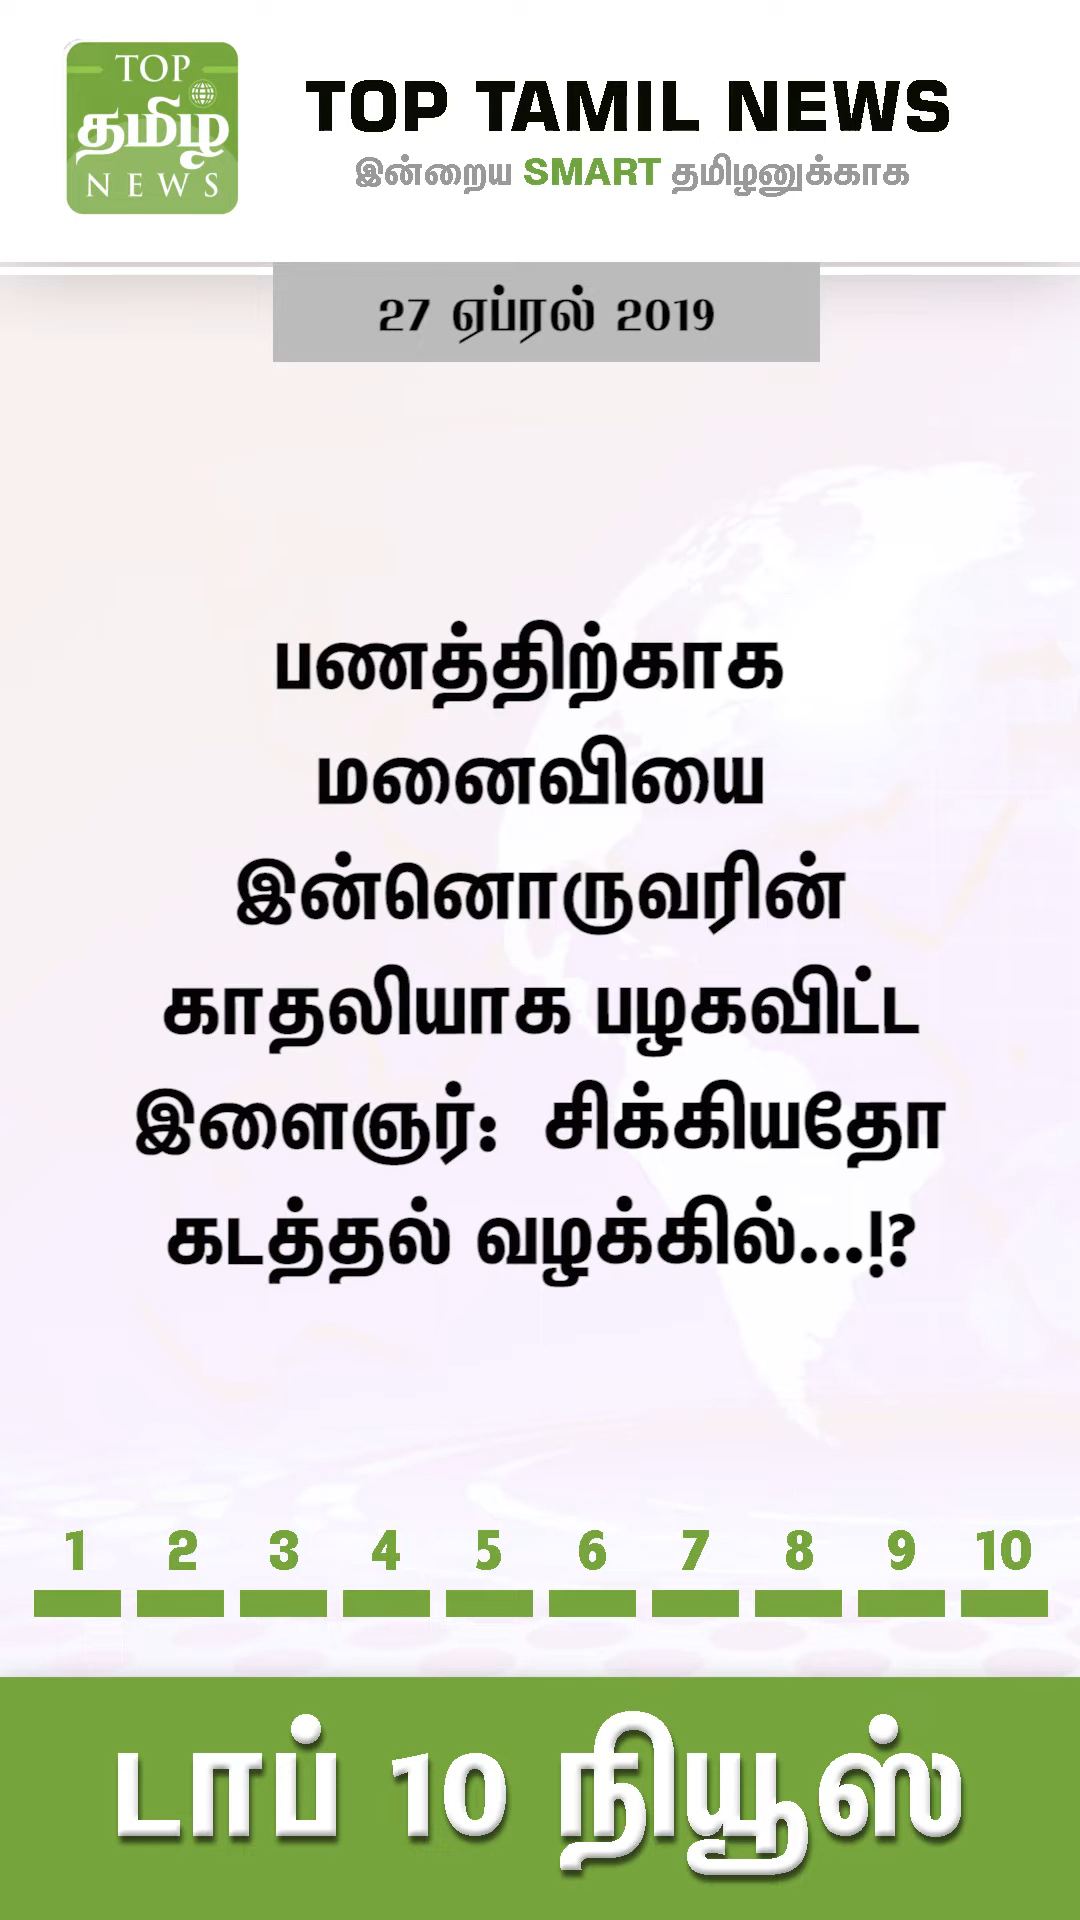 TOP
தமிழ்
NEWS
TOP TAMIL NEWS
இன்றைய SMART தமிழனுக்காக
27 ஏப்ரல் 2019
பணத்திற்காக
மனைவியை
இன்னொருவரின்
காதலியாக பழகவிட்ட
இளைஞர்: சிக்கியதோ
கடத்தல் வழக்கில்...!?
1 2 3 4 5 6 7 8 9 10
டாப் 10 நியூஸ்